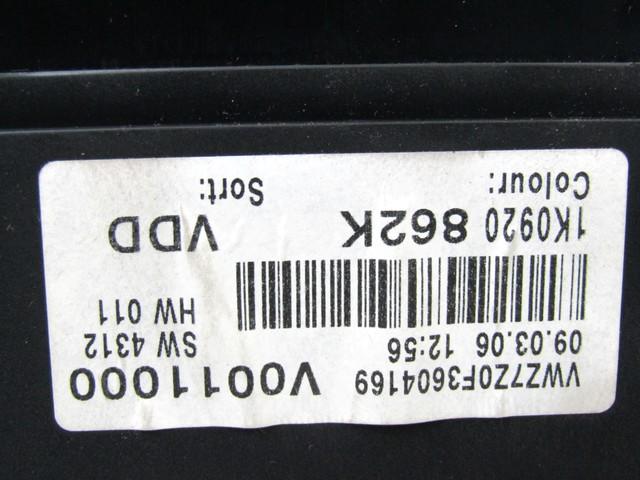 VWZ7Z0F3604169 V0011000
09.03.06 12:56 SW 4312
HW 011
1K0920 862K VDD
Colour: Sort: